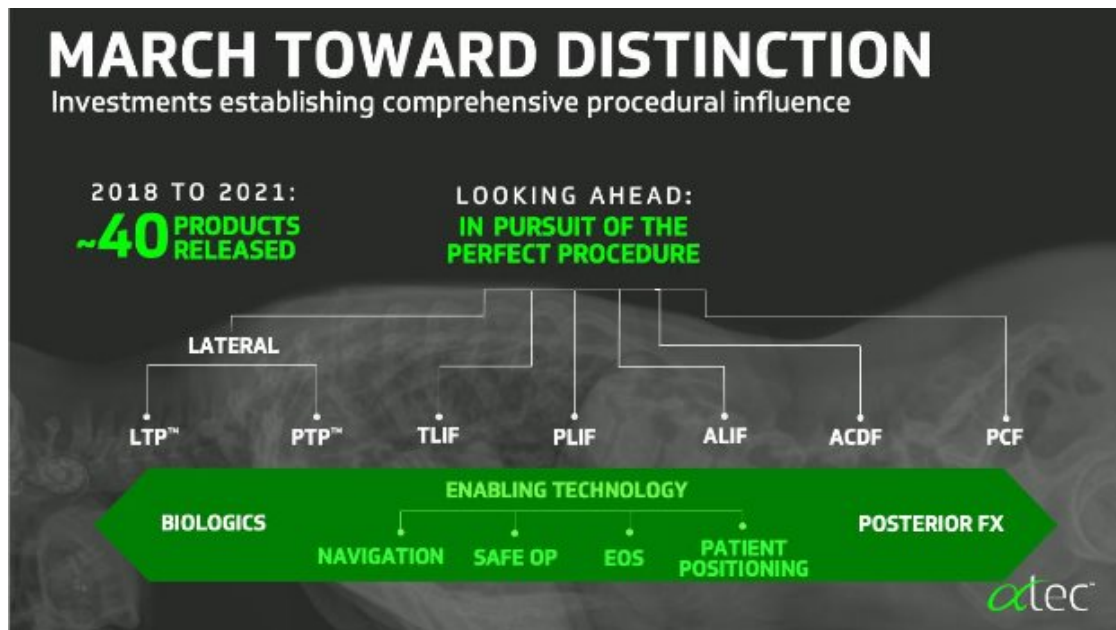 MARCH TOWARD DISTINCTION
Investments establishing comprehensive procedural influence
2018 TO 2021:
~40 PRODUCTS
RELEASED
LOOKING AHEAD:
IN PURSUIT OF THE
PERFECT PROCEDURE
LATERAL
LTP™
PTP™
TLIF
PLIF
ALIF
ACDF
PCF
ENABLING TECHNOLOGY
BIOLOGICS
POSTERIOR FX
NAVIGATION
SAFE OP
EOS
PATIENT
POSITIONING
αtec™